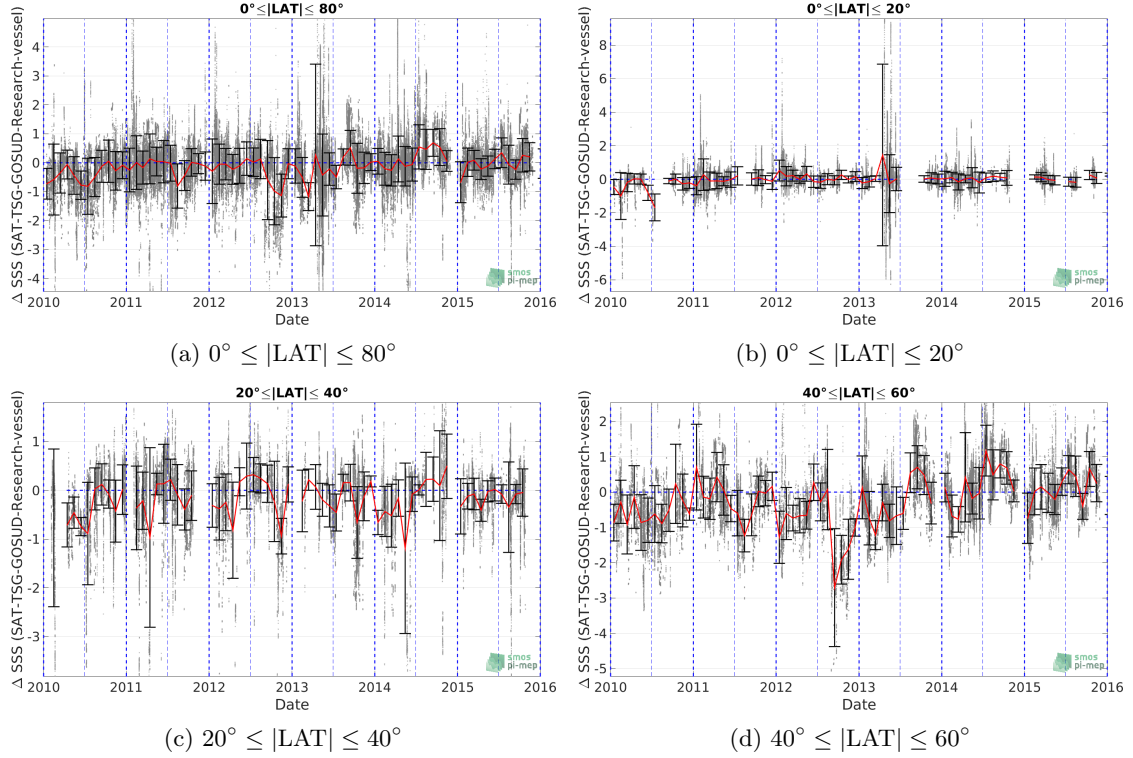 0°≤|LAT|≤ 80°
Δ SSS (SAT-TSG-GOSUD-Research-vessel)
4
3
2
1
0
-1
-2
-3
-4
2010 2011 2012 2013 2014 2015 2016
Date
smos
pi-mep
(a) 0° ≤ |LAT| ≤ 80°
0°≤|LAT|≤ 20°
Δ SSS (SAT-TSG-GOSUD-Research-vessel)
8
6
4
2
0
-2
-4
-6
2010 2011 2012 2013 2014 2015 2016
Date
smos
pi-mep
(b) 0° ≤ |LAT| ≤ 20°
20°≤|LAT|≤ 40°
Δ SSS (SAT-TSG-GOSUD-Research-vessel)
1
0
-1
-2
-3
2010 2011 2012 2013 2014 2015 2016
Date
smos
pi-mep
(c) 20° ≤ |LAT| ≤ 40°
40°≤|LAT|≤ 60°
Δ SSS (SAT-TSG-GOSUD-Research-vessel)
2
1
0
-1
-2
-3
-4
-5
2010 2011 2012 2013 2014 2015 2016
Date
smos
pi-mep
(d) 40° ≤ |LAT| ≤ 60°